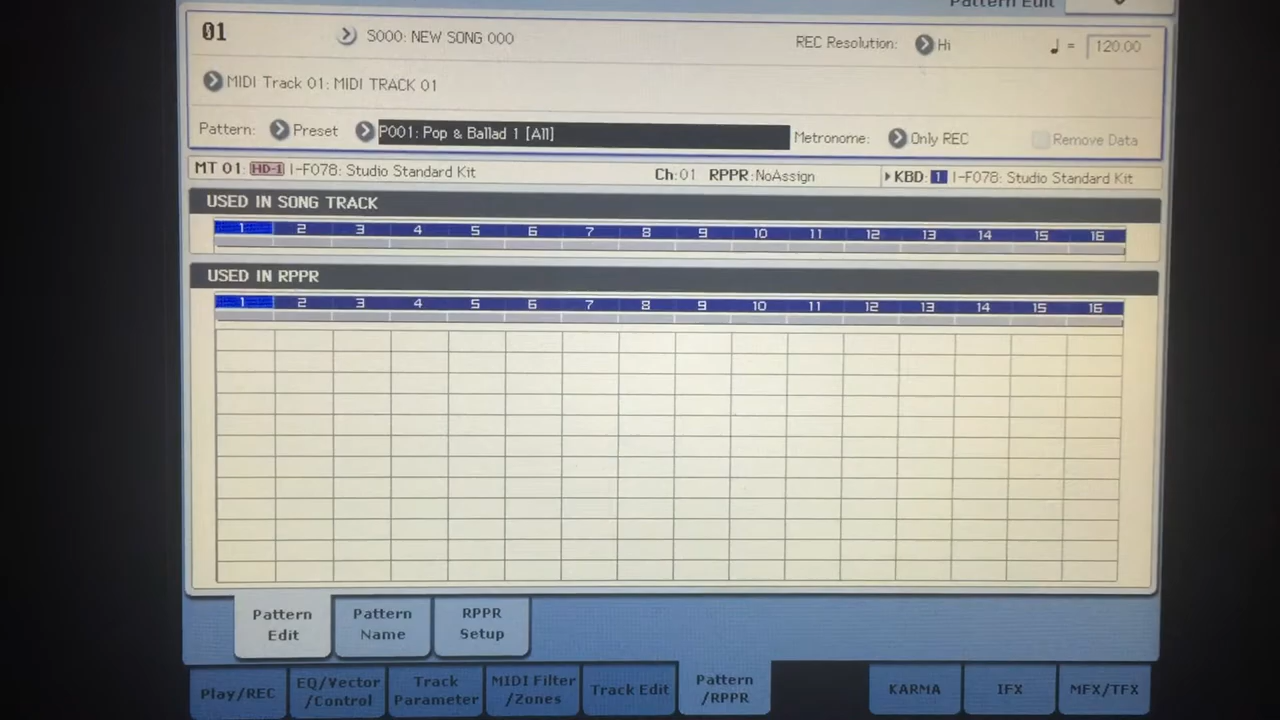 Pattern Edit
01 S000: NEW SONG 000 REC Resolution: Hi ♩ = 120.00
MIDI Track 01: MIDI TRACK 01
Pattern: Preset P001: Pop & Ballad 1 [All] Metronome: Only REC Remove Data
MT 01: HD-1 I-F078: Studio Standard Kit Ch:01 RPPR:NoAssign KBD: 1 I-F078: Studio Standard Kit
USED IN SONG TRACK
1 2 3 4 5 6 7 8 9 10 11 12 13 14 15 16
USED IN RPPR
1 2 3 4 5 6 7 8 9 10 11 12 13 14 15 16
Pattern Edit
Pattern Name
RPPR Setup
Play/REC
EQ/Vector /Control
Track Parameter
MIDI Filter /Zones
Track Edit
Pattern /RPPR
KARMA
IFX
MFX/TFX